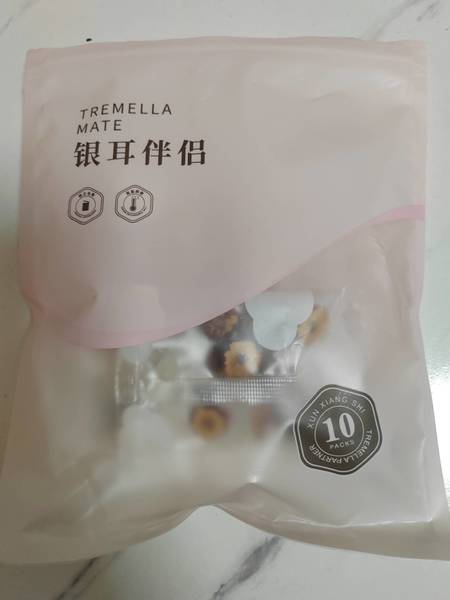 TREMELLA
MATE
银耳伴侣
XUN XIANG SHI
10
PACKS
TREMELLA PARTNER